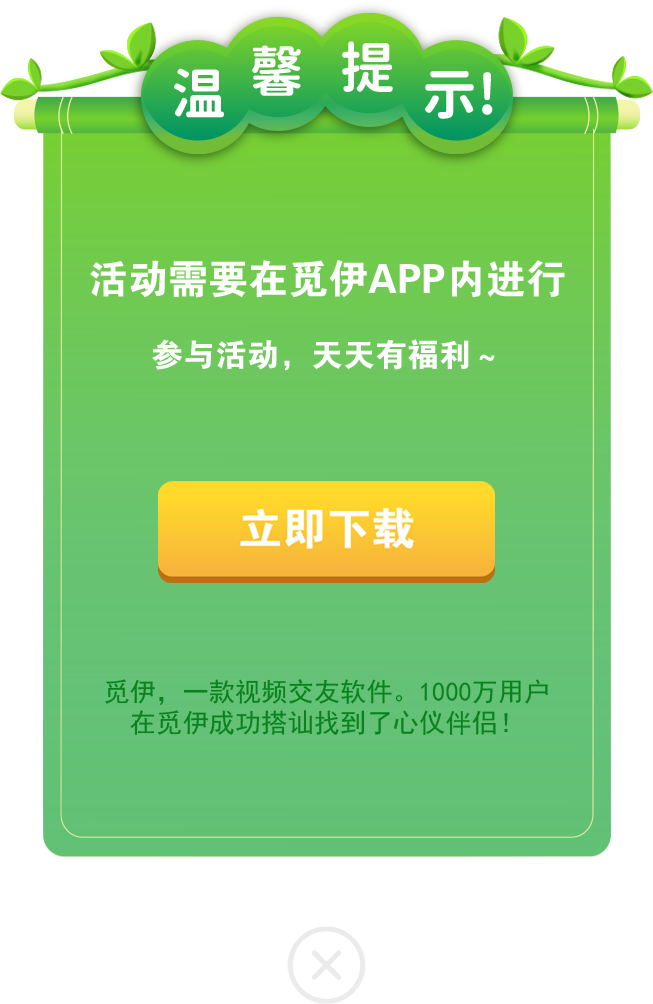 温馨提示!
活动需要在觅伊APP内进行
参与活动，天天有福利~
立即下载
觅伊，一款视频交友软件。1000万用户
在觅伊成功搭讪找到了心仪伴侣！